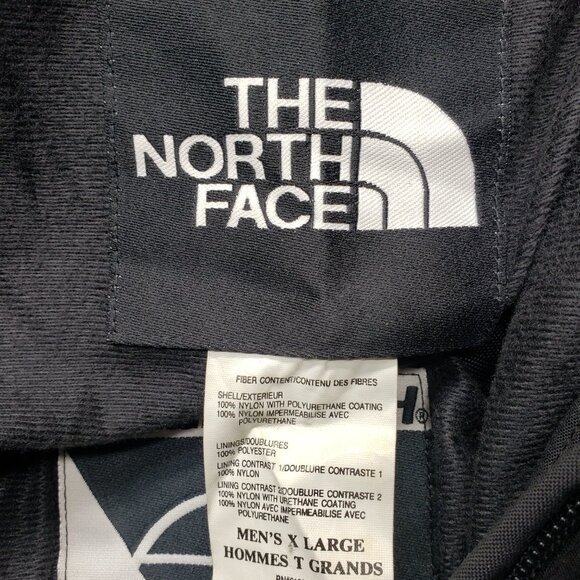 THE
NORTH
FACE
FIBER CONTENT/CONTENU DES FIBRES
SHELL/EXTERIEUR
100% NYLON WITH POLYURETHANE COATING
100% NYLON IMPERMEABILISE AVEC
POLYURETHANE
LININGS/DOUBLURES
100% POLYESTER
LINING CONTRAST 1/DOUBLURE CONTRASTE 1
100% NYLON
LINING CONTRAST 2/DOUBLURE CONTRASTE 2
100% NYLON WITH URETHANE COATING
100% NYLON AVEC IMPER.
POLYURETHANE
MEN'S X LARGE
HOMMES T GRANDS
H®